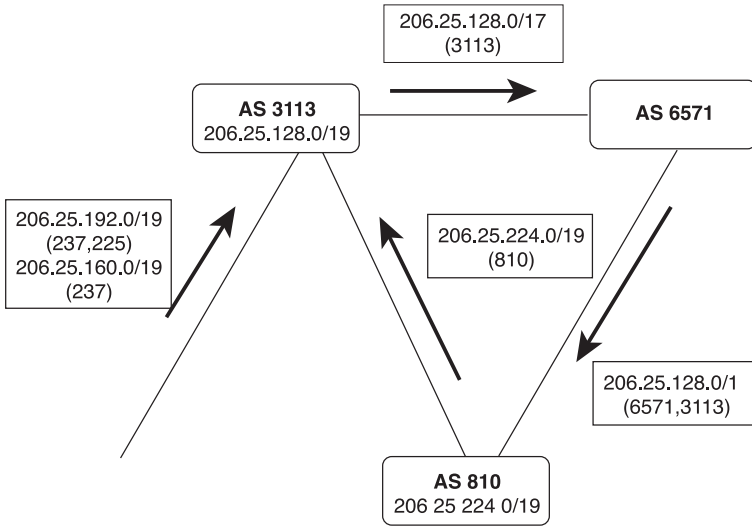 206.25.128.0/17
(3113)
AS 3113
206.25.128.0/19
AS 6571
206.25.192.0/19
(237,225)
206.25.160.0/19
(237)
206.25.224.0/19
(810)
206.25.128.0/1
(6571,3113)
AS 810
206 25 224 0/19